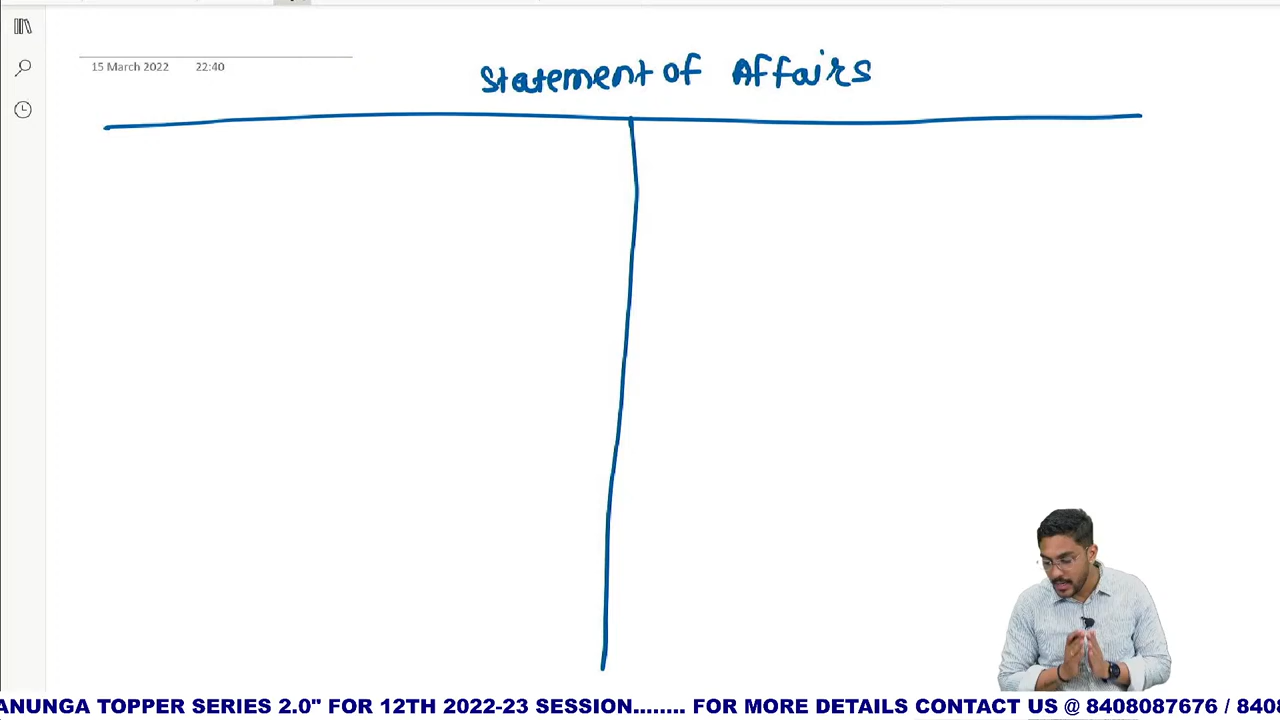 Statement of Affairs
15 March 2022 22:40
ANUNGA TOPPER SERIES 2.0" FOR 12TH 2022-23 SESSION........ FOR MORE DETAILS CONTACT US @ 8408087676 / 840